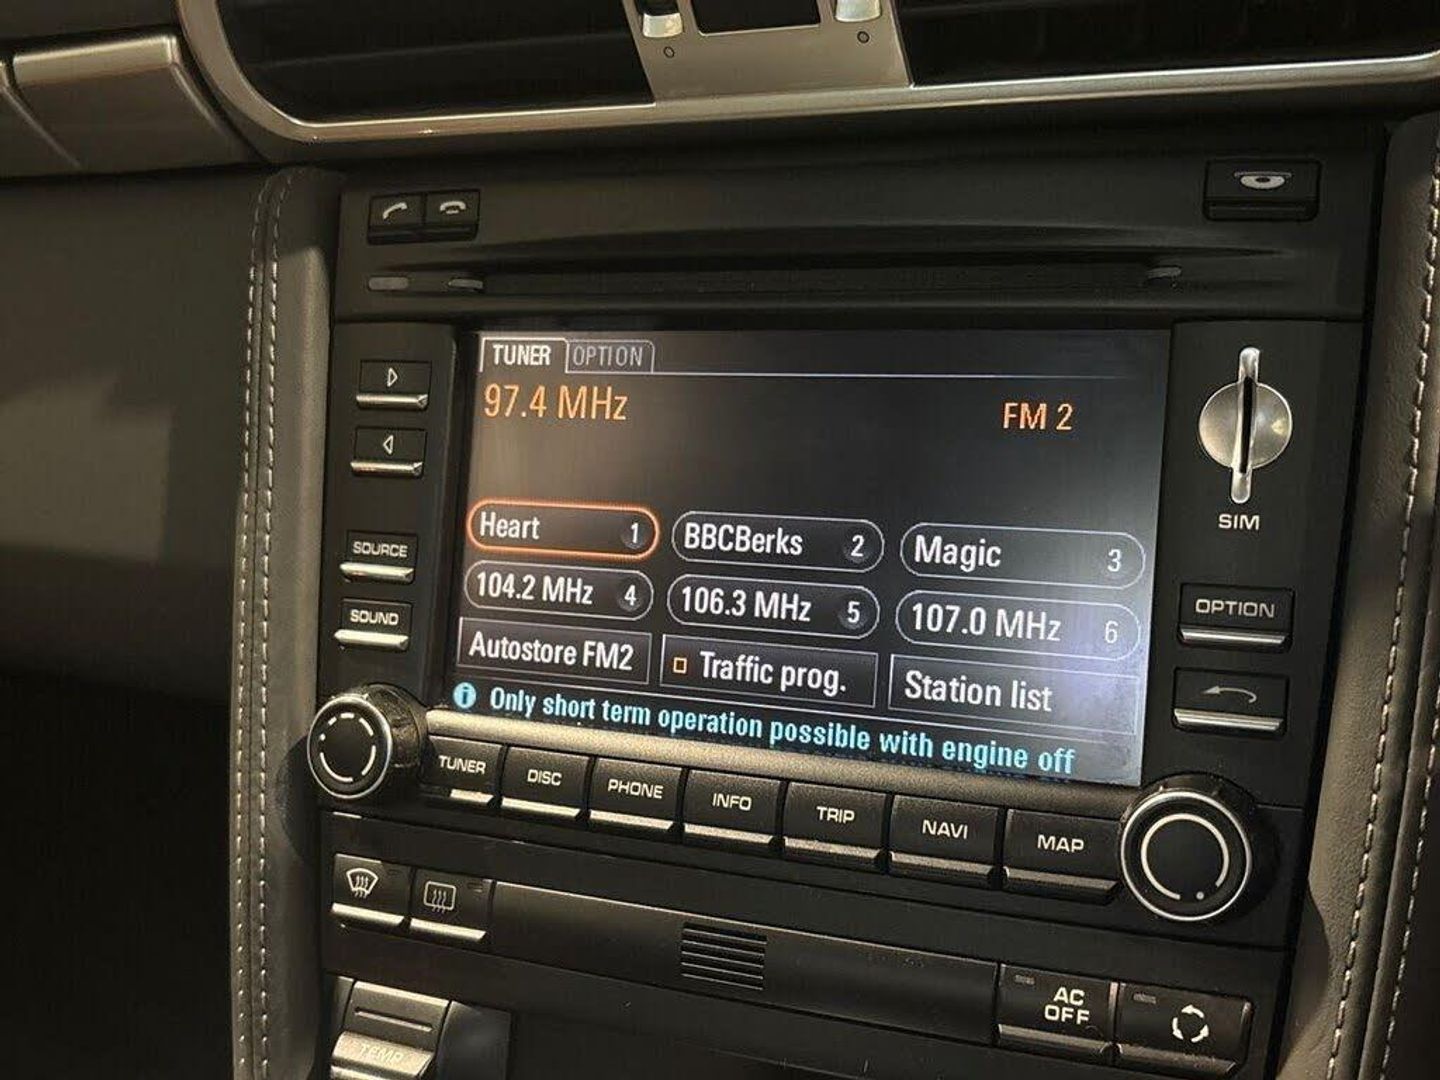 TUNER OPTION
97.4 MHz FM 2
Heart 1 BBCBerks 2 Magic 3
104.2 MHz 4 106.3 MHz 5 107.0 MHz 6
Autostore FM2 Traffic prog. Station list
i Only short term operation possible with engine off
SOURCE
SOUND
SIM
OPTION
TUNER DISC PHONE INFO TRIP NAVI MAP
AC
OFF
TEMP